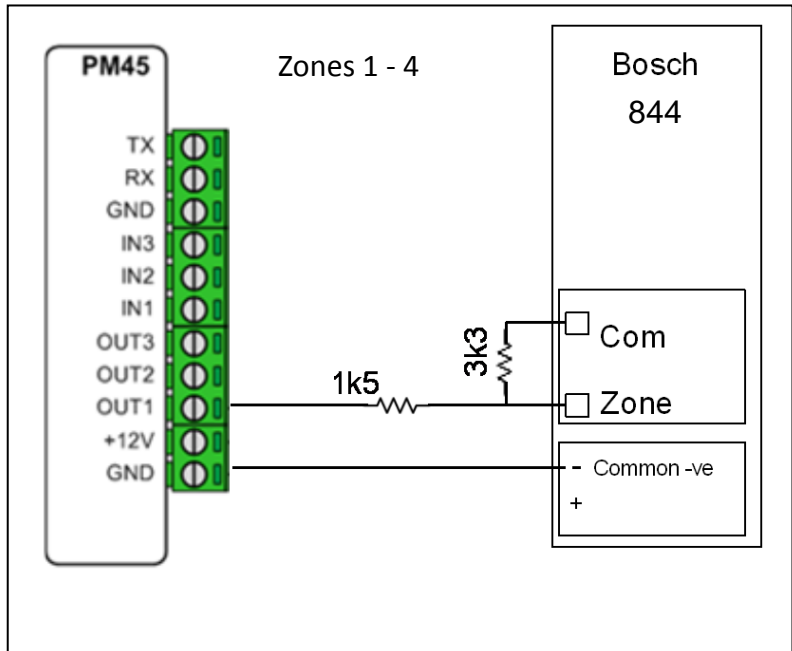 PM45
Zones 1 - 4
Bosch
844
TX
RX
GND
IN3
IN2
IN1
OUT3
OUT2
OUT1
+12V
GND
1k5
3k3
Com
Zone
- Common -ve
+